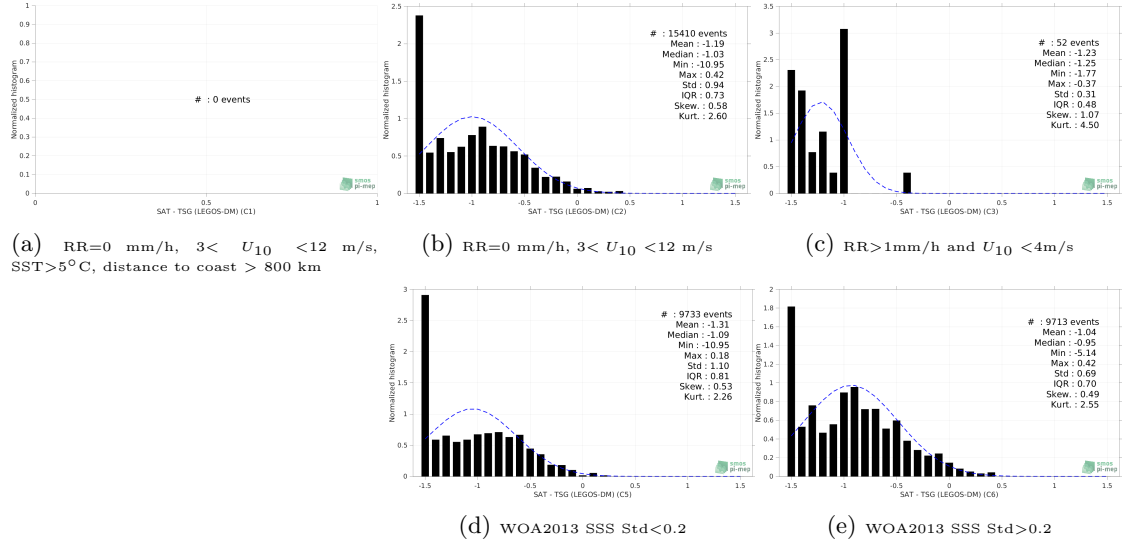 1
0.9
0.8
0.7
0.6
0.5
0.4
0.3
0.2
0.1
0
Normalized histogram
# : 0 events
0 0.5 1
SAT - TSG (LEGOS-DM) (C1)
smos
pi-mep
(a) RR=0 mm/h, 3< U10 <12 m/s,
SST>5°C, distance to coast > 800 km
2.5
2
1.5
1
0.5
0
Normalized histogram
# : 15410 events
Mean : -1.19
Median : -1.03
Min : -10.95
Max : 0.42
Std : 0.94
IQR : 0.73
Skew. : 0.58
Kurt. : 2.60
-1.5 -1 -0.5 0 0.5 1 1.5
SAT - TSG (LEGOS-DM) (C2)
smos
pi-mep
(b) RR=0 mm/h, 3< U10 <12 m/s
3.5
3
2.5
2
1.5
1
0.5
0
Normalized histogram
# : 52 events
Mean : -1.23
Median : -1.25
Min : -1.77
Max : -0.37
Std : 0.31
IQR : 0.48
Skew. : 1.07
Kurt. : 4.50
-1.5 -1 -0.5 0 0.5 1 1.5
SAT - TSG (LEGOS-DM) (C3)
smos
pi-mep
(c) RR>1mm/h and U10 <4m/s
3
2.5
2
1.5
1
0.5
0
Normalized histogram
# : 9733 events
Mean : -1.31
Median : -1.09
Min : -10.95
Max : 0.18
Std : 1.10
IQR : 0.81
Skew. : 0.53
Kurt. : 2.26
-1.5 -1 -0.5 0 0.5 1 1.5
SAT - TSG (LEGOS-DM) (C5)
smos
pi-mep
(d) WOA2013 SSS Std<0.2
2
1.8
1.6
1.4
1.2
1
0.8
0.6
0.4
0.2
0
Normalized histogram
# : 9713 events
Mean : -1.04
Median : -0.95
Min : -5.14
Max : 0.42
Std : 0.69
IQR : 0.70
Skew. : 0.49
Kurt. : 2.55
-1.5 -1 -0.5 0 0.5 1 1.5
SAT - TSG (LEGOS-DM) (C6)
smos
pi-mep
(e) WOA2013 SSS Std>0.2